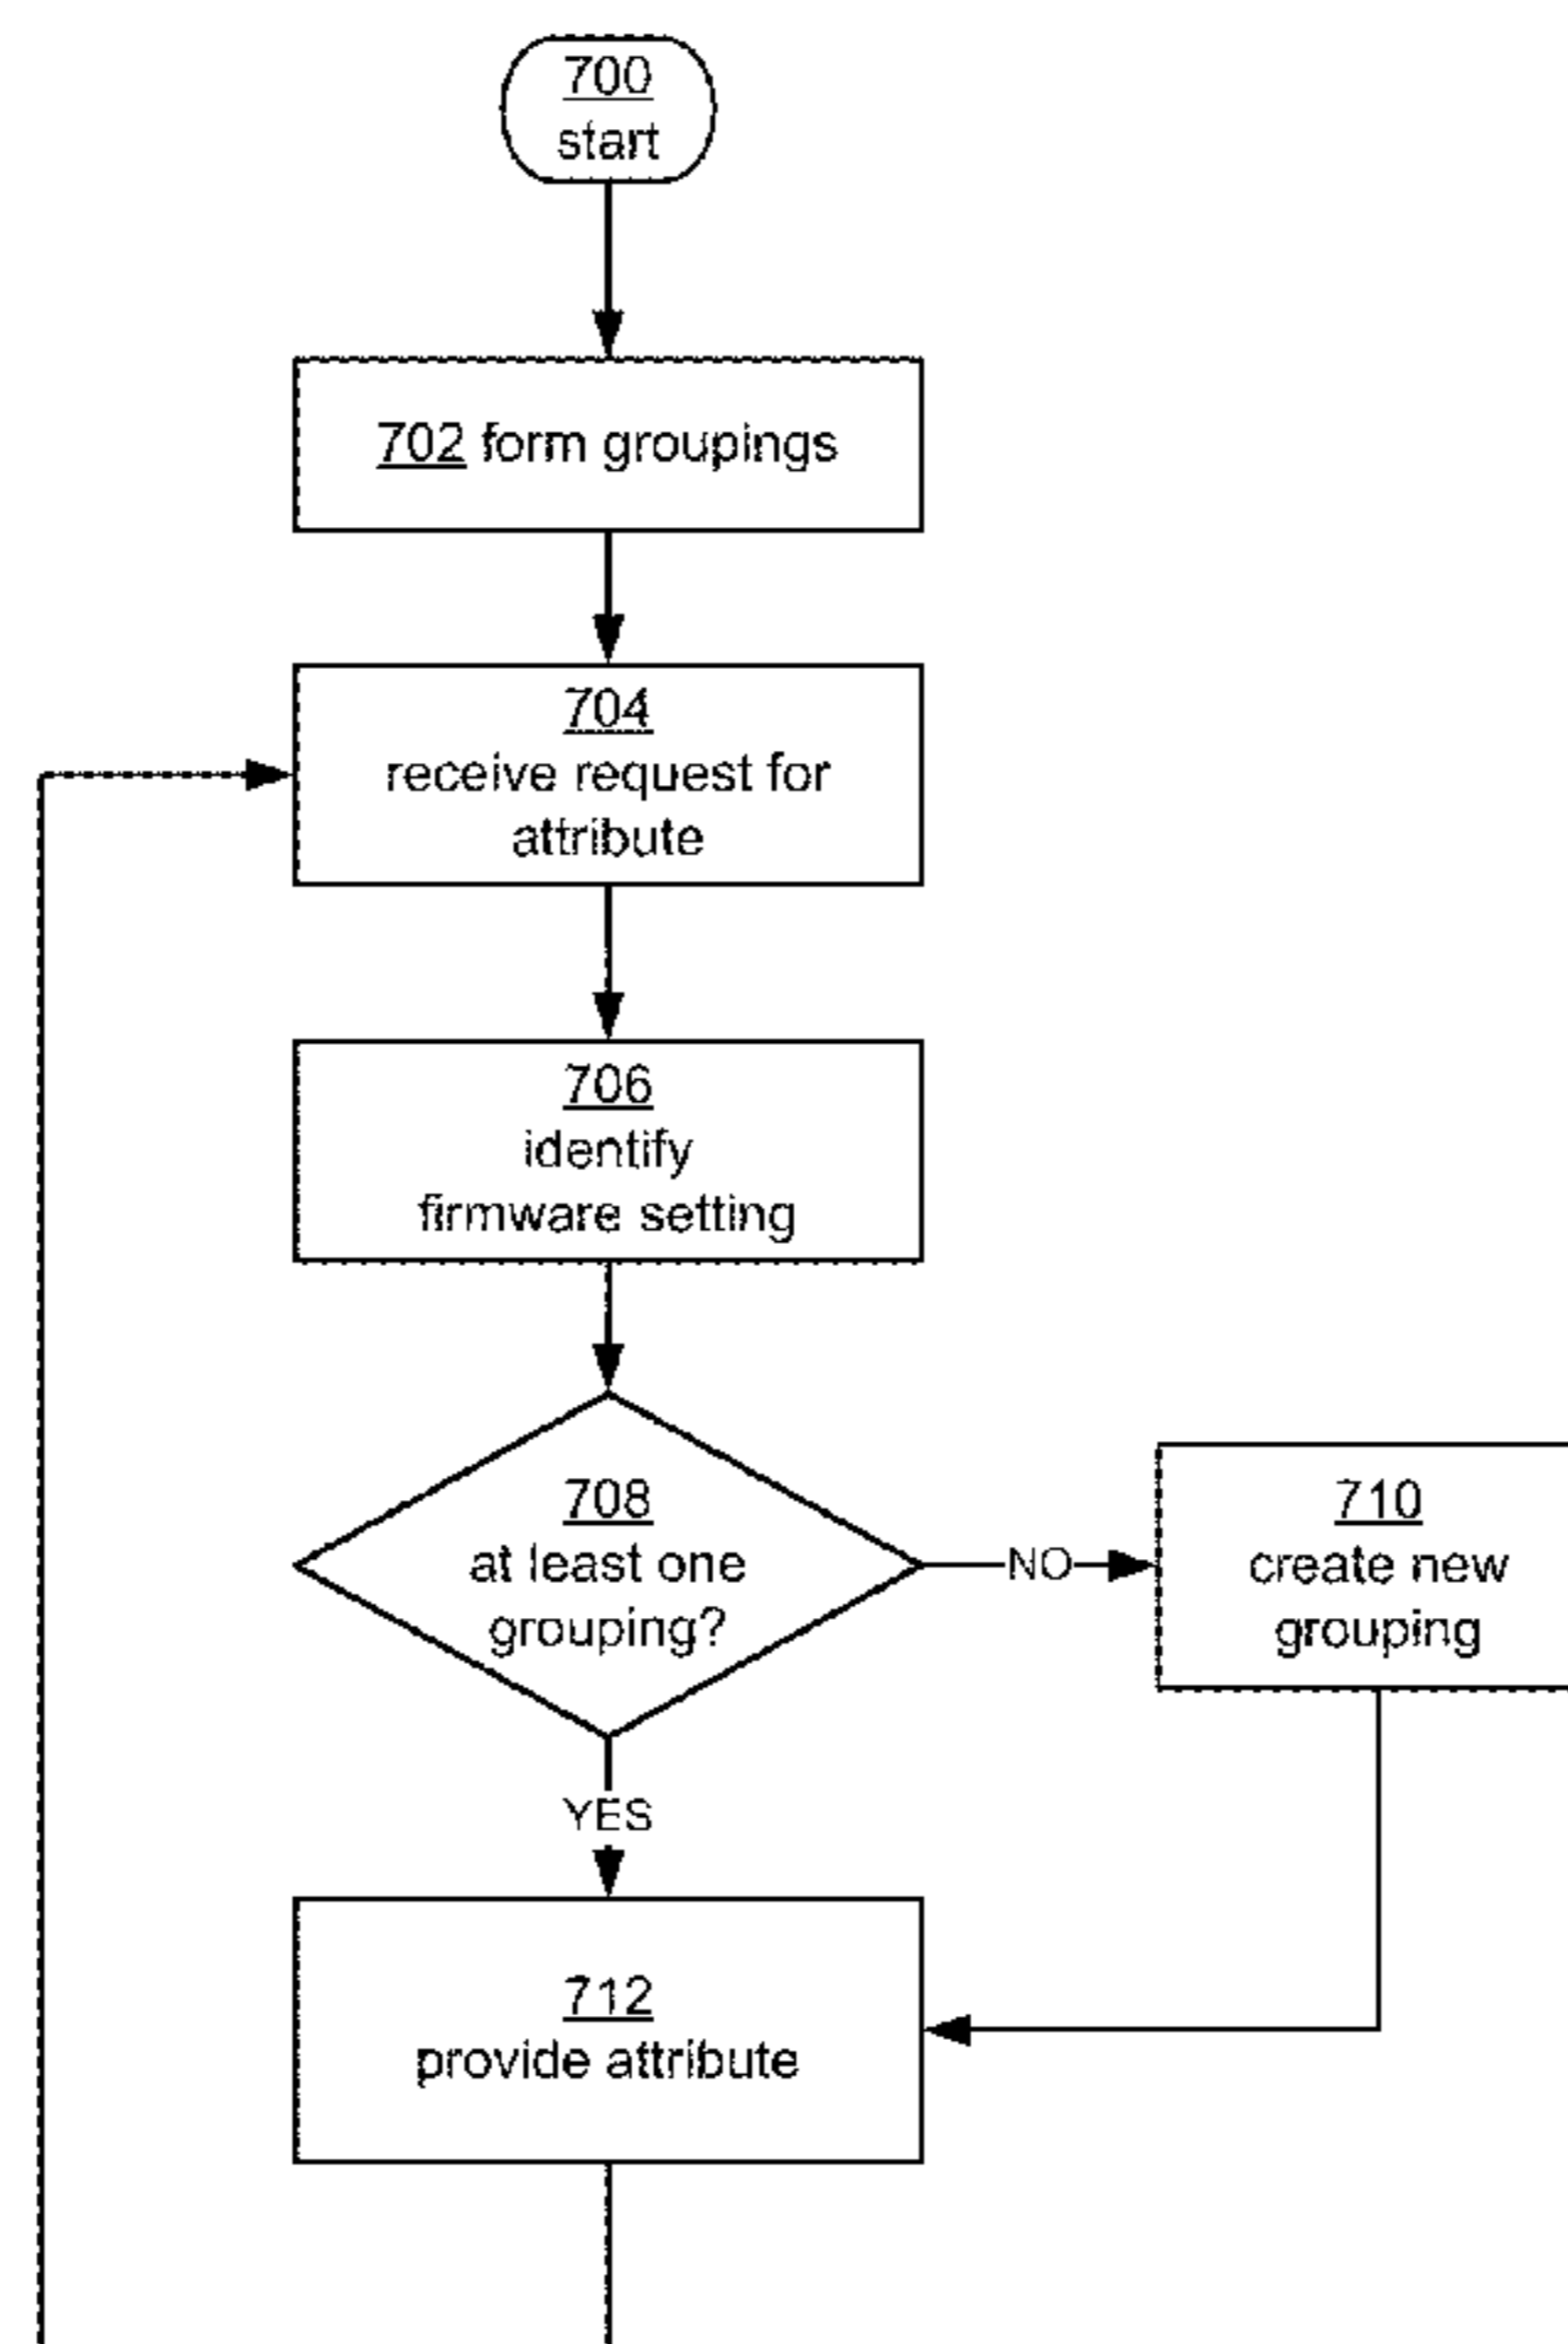 700
start
702 form groupings
704
receive request for
attribute
706
identify
firmware setting
708
at least one
grouping?
NO
710
create new
grouping
YES
712
provide attribute